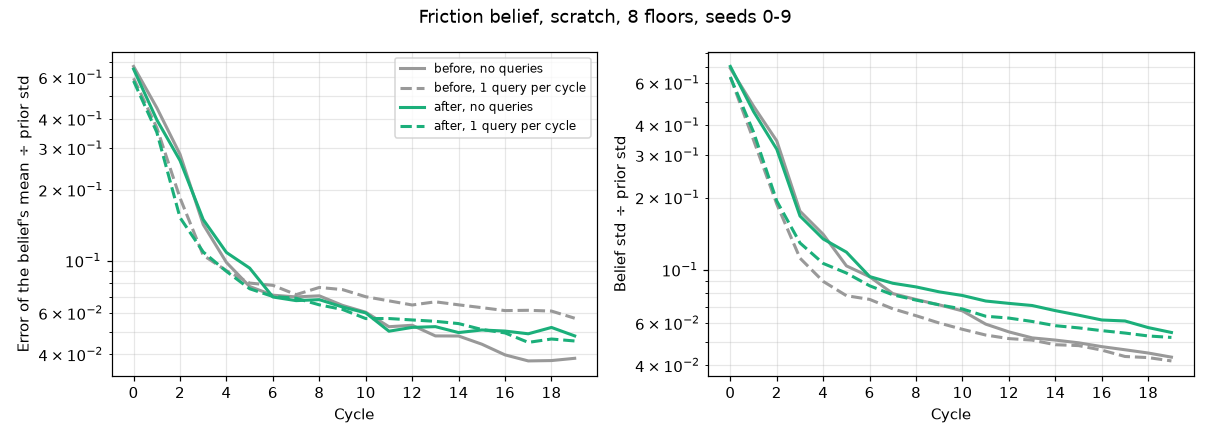 Friction belief, scratch, 8 floors, seeds 0-9
Error of the belief's mean ÷ prior std
6 × 10⁻¹
4 × 10⁻¹
3 × 10⁻¹
2 × 10⁻¹
10⁻¹
6 × 10⁻²
4 × 10⁻²
before, no queries
before, 1 query per cycle
after, no queries
after, 1 query per cycle
0 2 4 6 8 10 12 14 16 18
Cycle
Belief std ÷ prior std
6 × 10⁻¹
4 × 10⁻¹
3 × 10⁻¹
2 × 10⁻¹
10⁻¹
6 × 10⁻²
4 × 10⁻²
0 2 4 6 8 10 12 14 16 18
Cycle